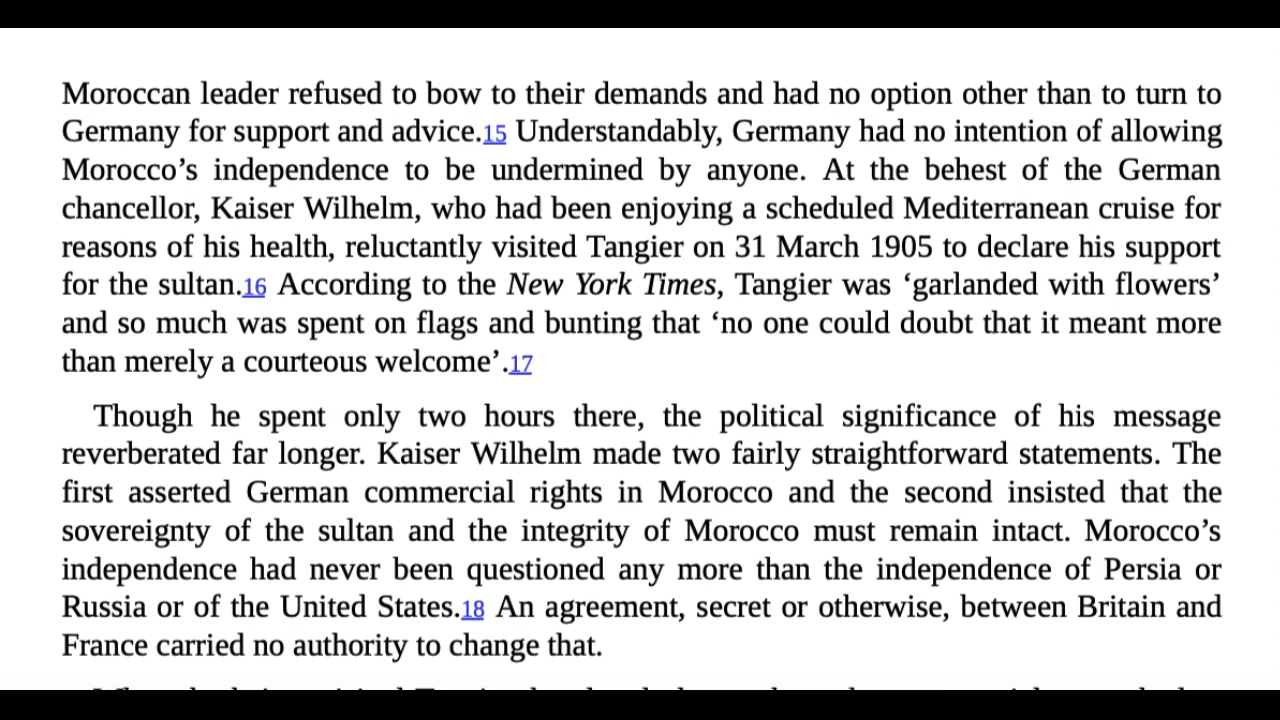 Moroccan leader refused to bow to their demands and had no option other than to turn to
Germany for support and advice.15 Understandably, Germany had no intention of allowing
Morocco’s independence to be undermined by anyone. At the behest of the German
chancellor, Kaiser Wilhelm, who had been enjoying a scheduled Mediterranean cruise for
reasons of his health, reluctantly visited Tangier on 31 March 1905 to declare his support
for the sultan.16 According to the New York Times, Tangier was ‘garlanded with flowers’
and so much was spent on flags and bunting that ‘no one could doubt that it meant more
than merely a courteous welcome’.17
Though he spent only two hours there, the political significance of his message
reverberated far longer. Kaiser Wilhelm made two fairly straightforward statements. The
first asserted German commercial rights in Morocco and the second insisted that the
sovereignty of the sultan and the integrity of Morocco must remain intact. Morocco’s
independence had never been questioned any more than the independence of Persia or
Russia or of the United States.18 An agreement, secret or otherwise, between Britain and
France carried no authority to change that.